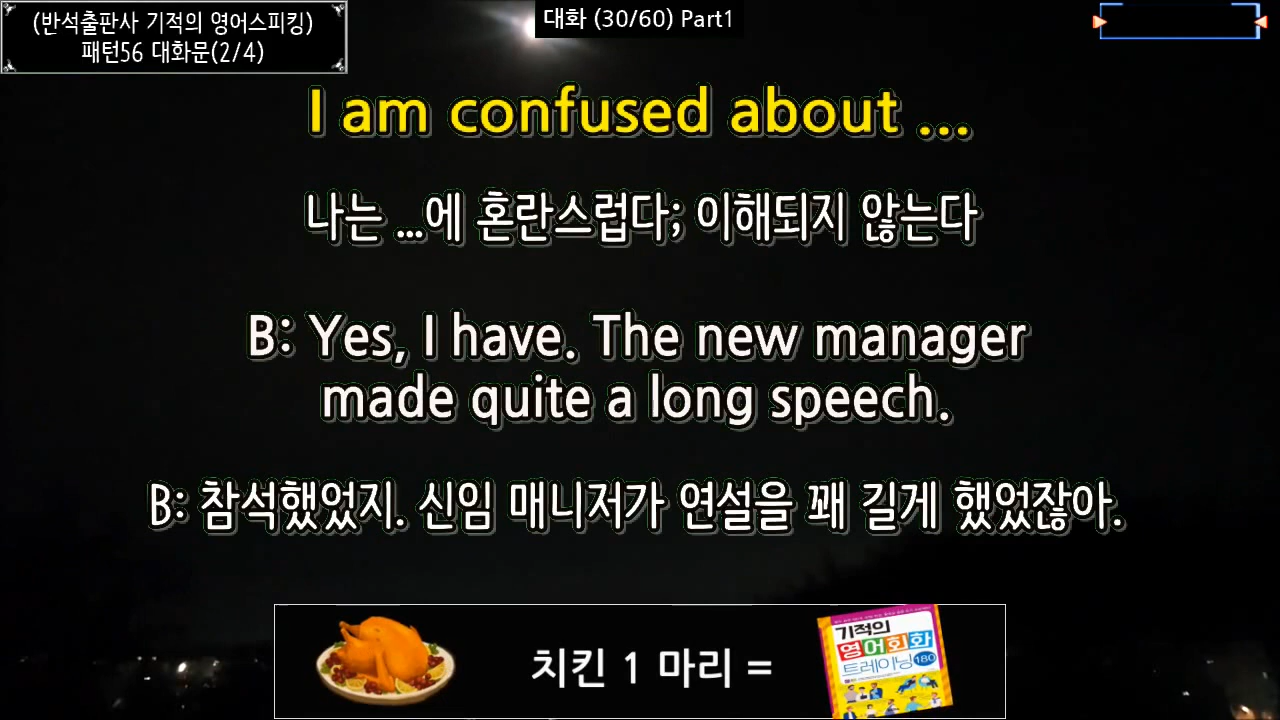 (반석출판사 기적의 영어스피킹)
패턴56 대화문(2/4)
대화 (30/60) Part1
I am confused about ...
나는 ...에 혼란스럽다; 이해되지 않는다
B: Yes, I have. The new manager
made quite a long speech.
B: 참석했었지. 신임 매니저가 연설을 꽤 길게 했었잖아.
치킨 1 마리 =
기적의
영어회화
트레이닝 180